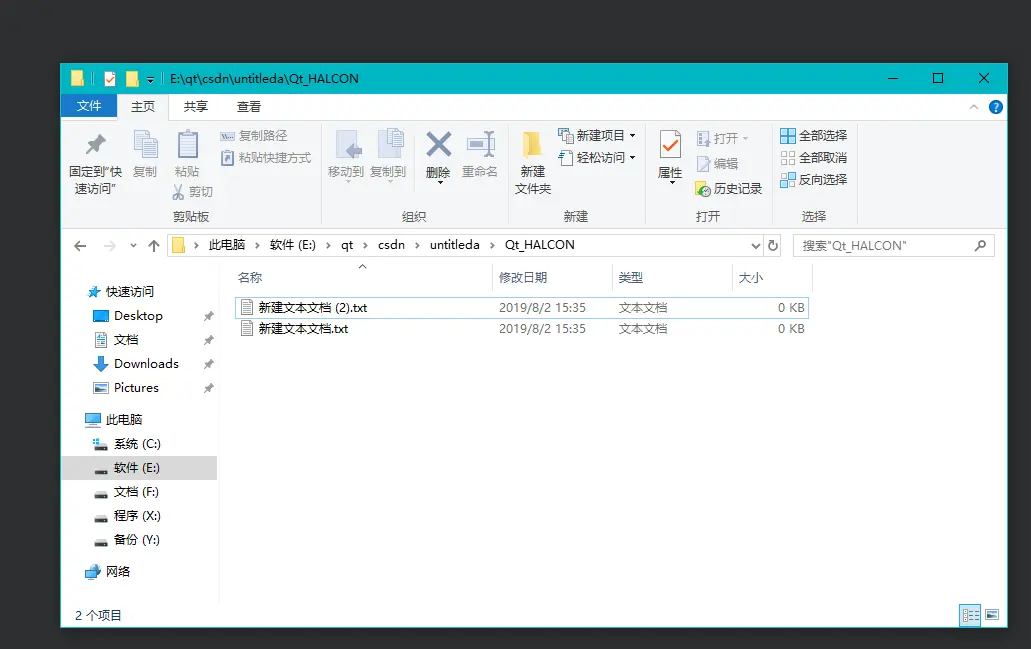 E:\qt\csdn\untitleda\Qt_HALCON
文件 主页 共享 查看
固定到"快速访问"
复制
粘贴
复制路径
粘贴快捷方式
剪切
剪贴板
移动到
复制到
删除
重命名
组织
新建
文件夹
新建项目
轻松访问
新建
属性
打开
编辑
历史记录
打开
全部选择
全部取消
反向选择
选择
此电脑 软件 (E:) qt csdn untitleda Qt_HALCON
搜索"Qt_HALCON"
快速访问
Desktop
文档
Downloads
Pictures
此电脑
系统 (C:)
软件 (E:)
文档 (F:)
程序 (X:)
备份 (Y:)
网络
名称 修改日期 类型 大小
新建文本文档 (2).txt 2019/8/2 15:35 文本文档 0 KB
新建文本文档.txt 2019/8/2 15:35 文本文档 0 KB
2 个项目